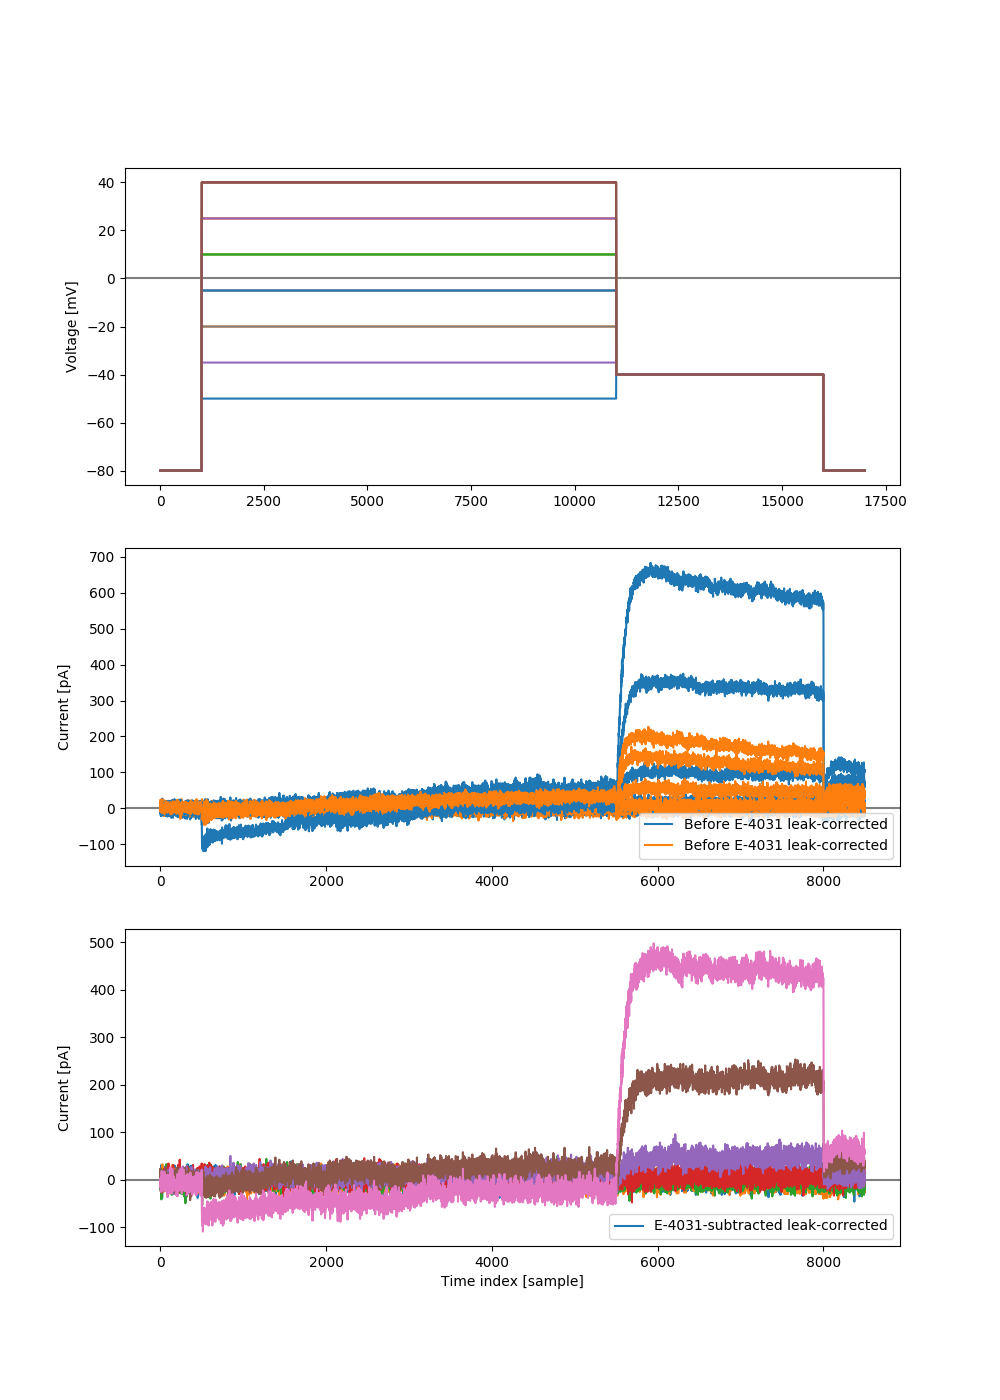 40
20
0
−20
−40
−60
−80
Voltage [mV]
0 2500 5000 7500 10000 12500 15000 17500
700
600
500
400
300
200
100
0
−100
Current [pA]
Before E-4031 leak-corrected
Before E-4031 leak-corrected
0 2000 4000 6000 8000
500
400
300
200
100
0
−100
Current [pA]
E-4031-subtracted leak-corrected
0 2000 4000 6000 8000
Time index [sample]